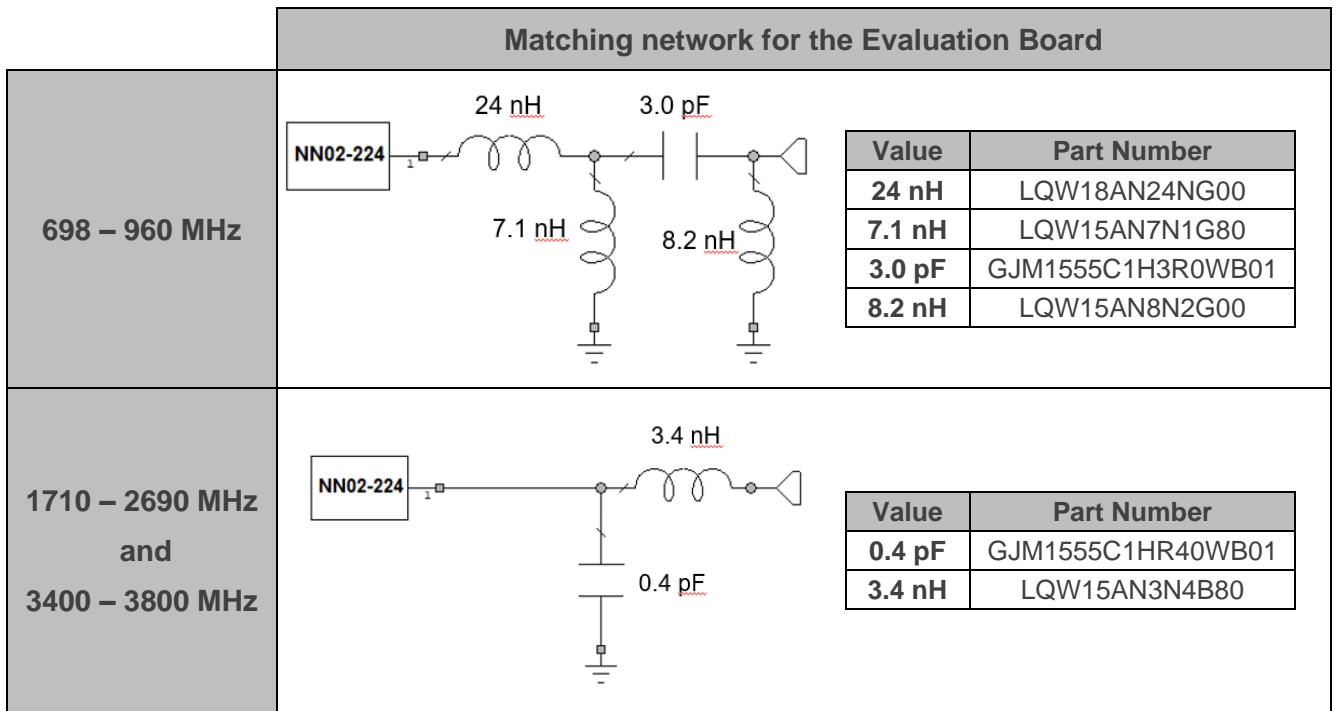 Matching network for the Evaluation Board
698 – 960 MHz
24 nH
3.0 pF
NN02-224
1
7.1 nH
8.2 nH
Value Part Number
24 nH LQW18AN24NG00
7.1 nH LQW15AN7N1G80
3.0 pF GJM1555C1H3R0WB01
8.2 nH LQW15AN8N2G00
1710 – 2690 MHz
and
3400 – 3800 MHz
3.4 nH
NN02-224
1
0.4 pF
Value Part Number
0.4 pF GJM1555C1HR40WB01
3.4 nH LQW15AN3N4B80